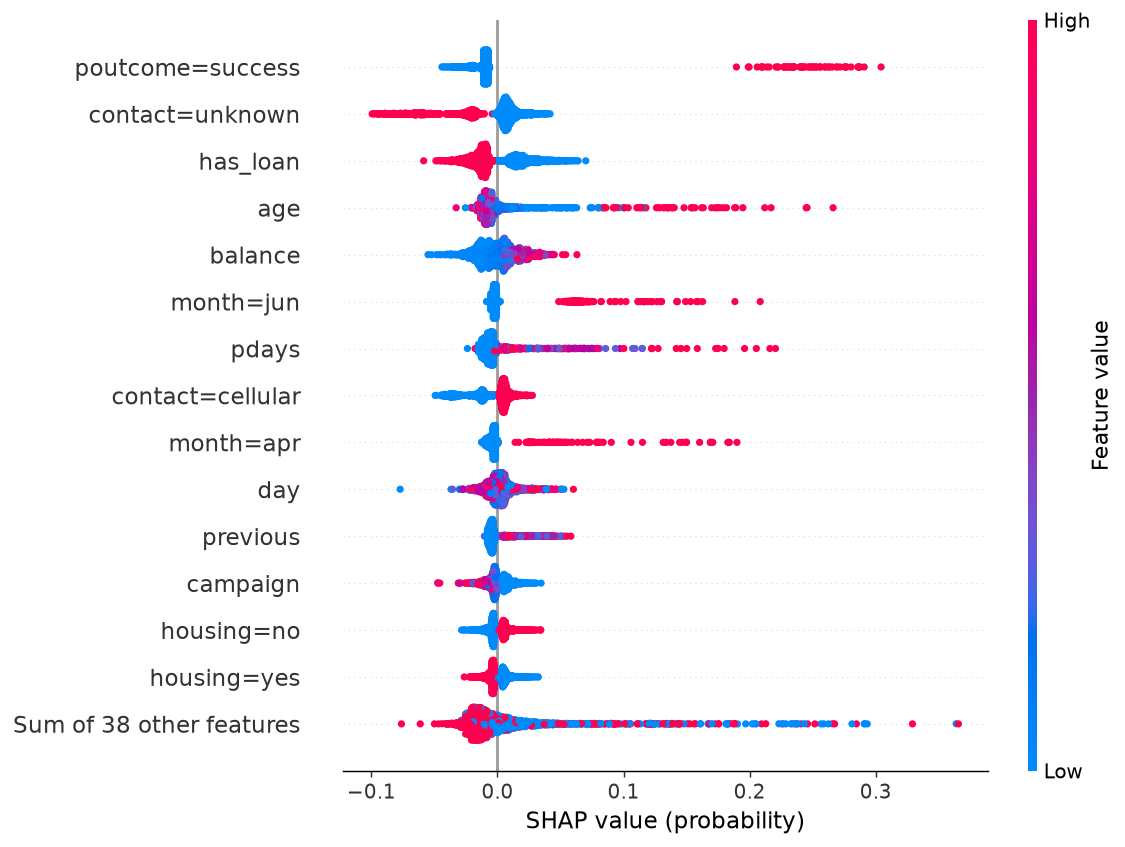 High
poutcome=success
contact=unknown
has_loan
age
balance
month=jun
pdays
contact=cellular
month=apr
day
previous
campaign
housing=no
housing=yes
Sum of 38 other features
Feature value
Low
−0.1 0.0 0.1 0.2 0.3
SHAP value (probability)